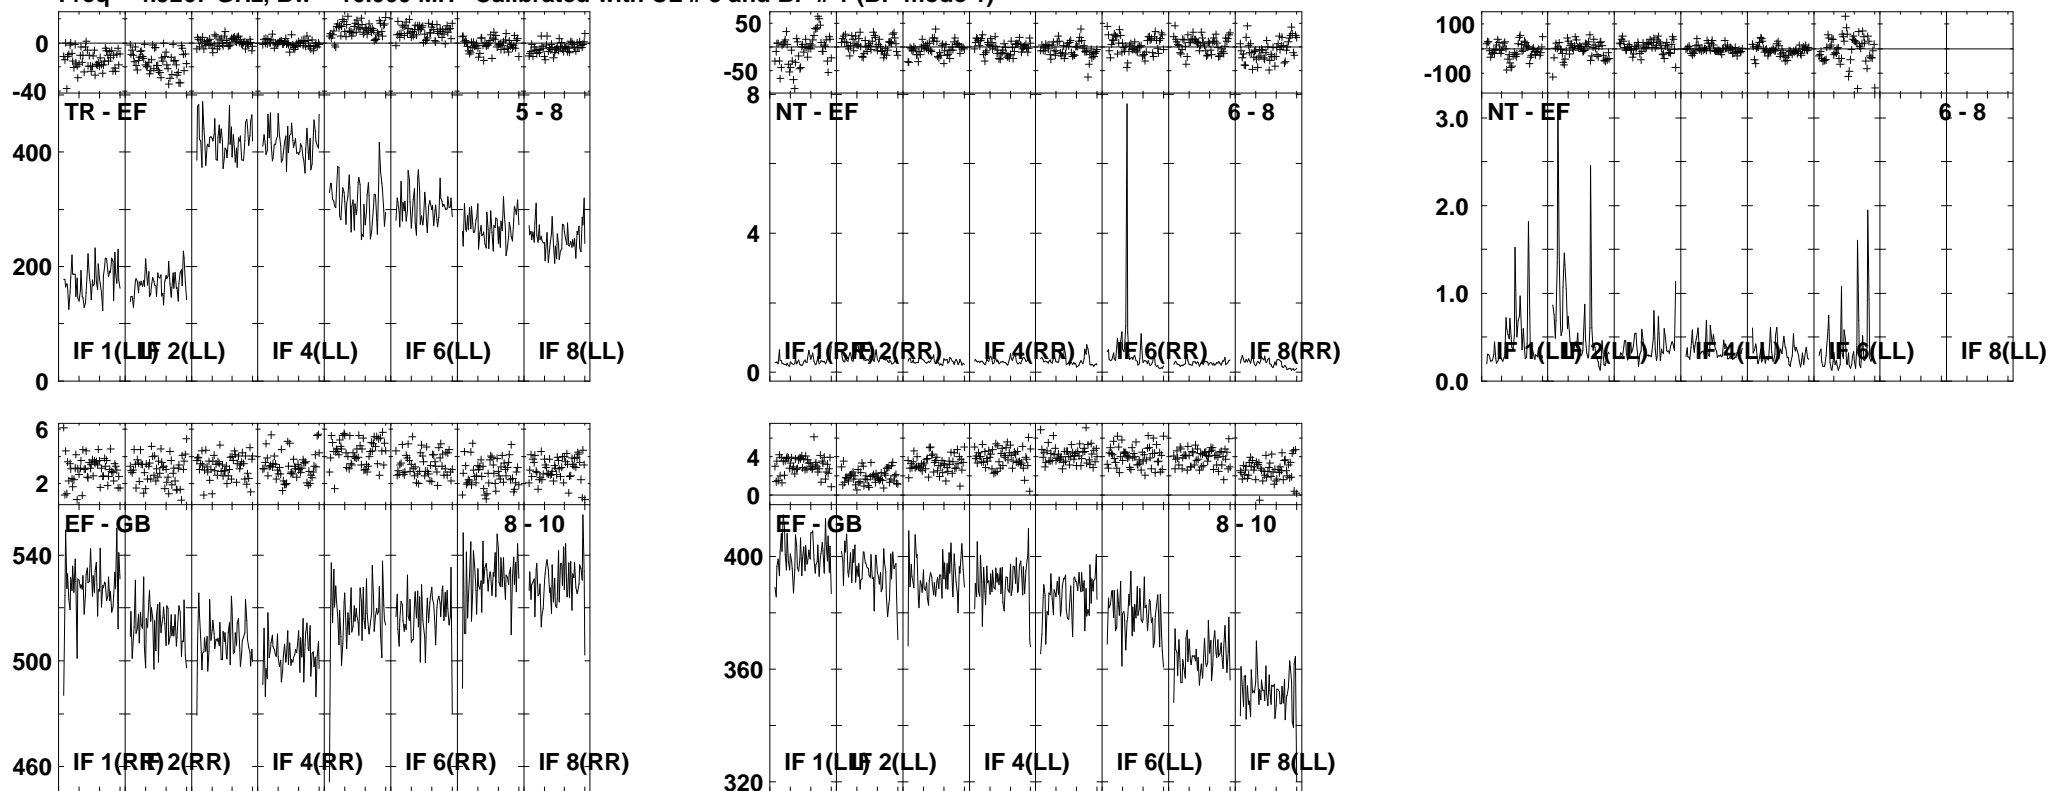 50
100
0
0
0
-50
-100
-40
8
TR - EF
5 - 8
NT - EF
6 - 8
NT - EF
6 - 8
3.0
400
4
2.0
200
1.0
IF 1(LL)
IF 2(LL)
IF 4(LL)
IF 6(LL)
IF 8(LL)
IF 1(RR)
IF 2(RR)
IF 4(RR)
IF 6(RR)
IF 8(RR)
IF 1(LL)
IF 2(LL)
IF 4(LL)
IF 6(LL)
IF 8(LL)
0
0
0.0
6
4
2
0
EF - GB
8 - 10
EF - GB
8 - 10
540
400
500
360
460
320
IF 1(RR)
IF 2(RR)
IF 4(RR)
IF 6(RR)
IF 8(RR)
IF 1(LL)
IF 2(LL)
IF 4(LL)
IF 6(LL)
IF 8(LL)